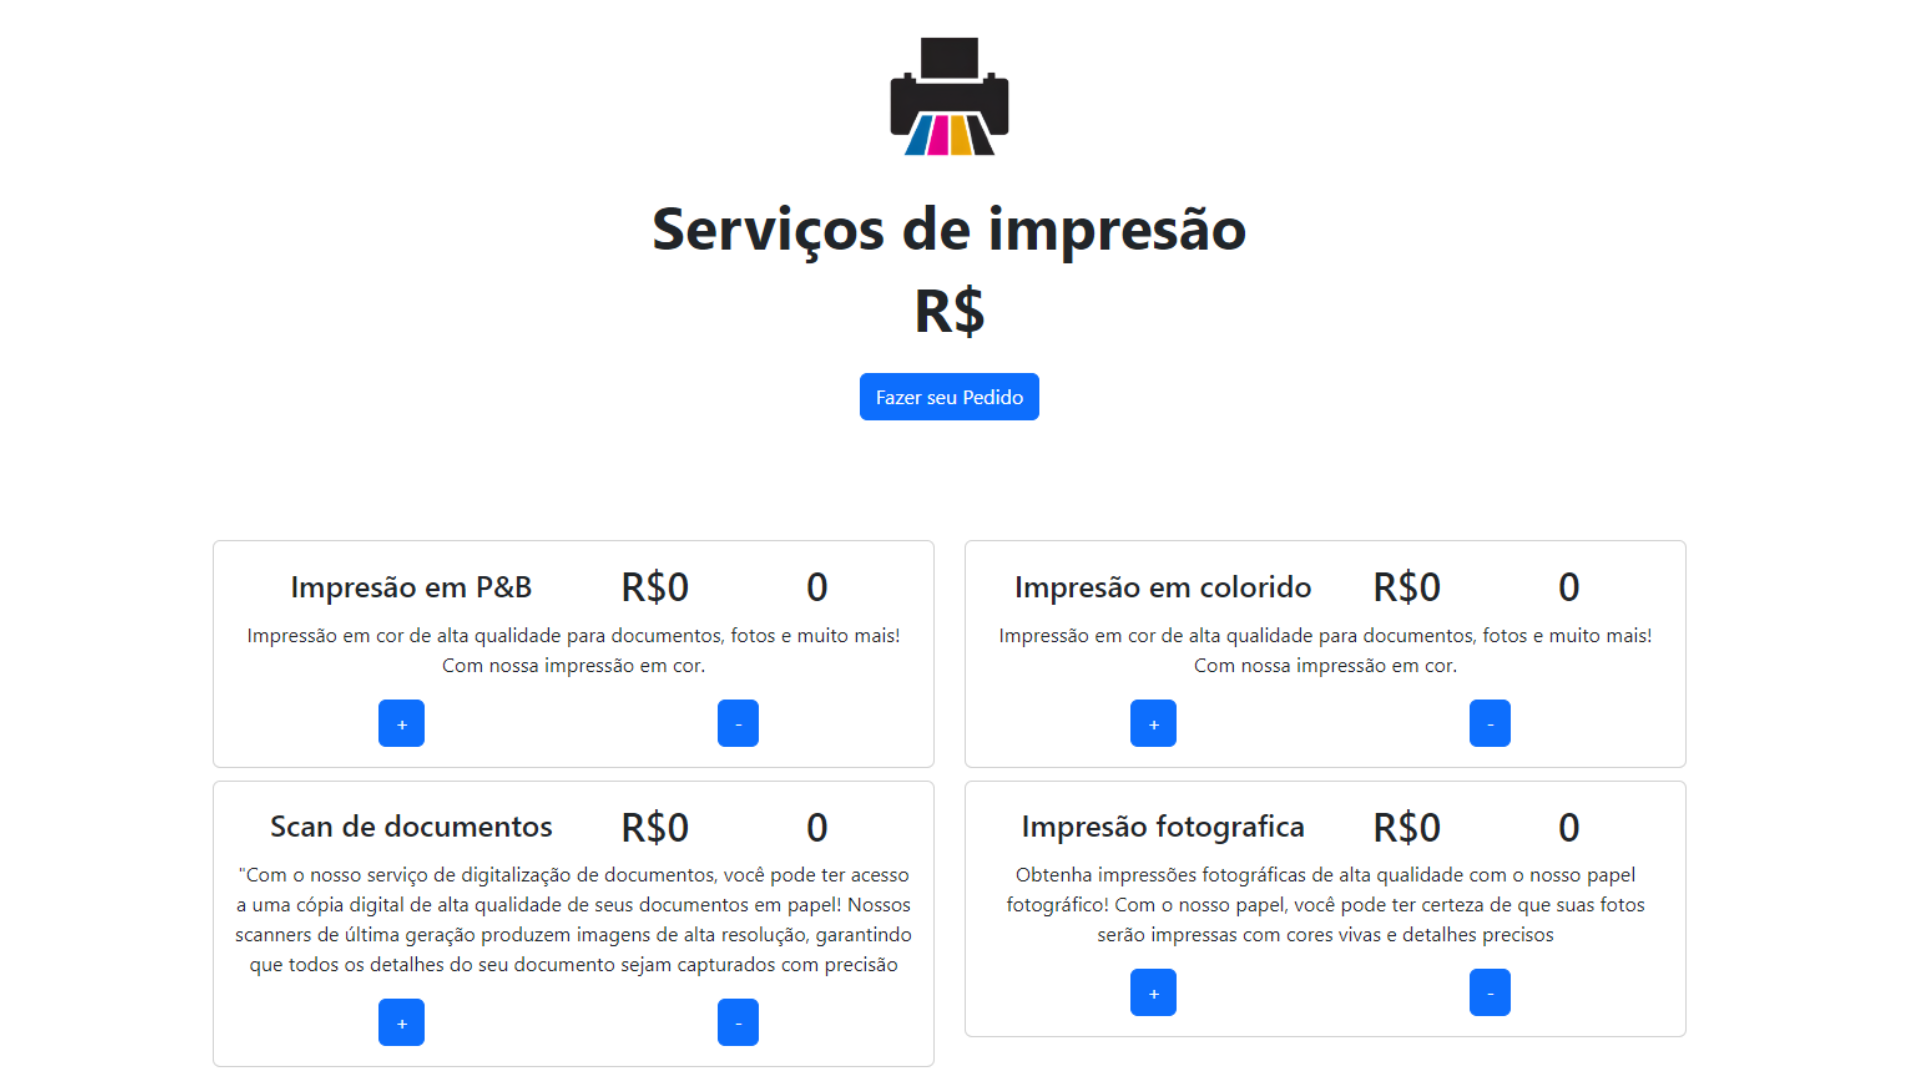 Serviços de impresão
R$
Fazer seu Pedido
Impresão em P&B R$0 0
Impressão em cor de alta qualidade para documentos, fotos e muito mais!
Com nossa impressão em cor.
+ -
Impresão em colorido R$0 0
Impressão em cor de alta qualidade para documentos, fotos e muito mais!
Com nossa impressão em cor.
+ -
Scan de documentos R$0 0
"Com o nosso serviço de digitalização de documentos, você pode ter acesso
a uma cópia digital de alta qualidade de seus documentos em papel! Nossos
scanners de última geração produzem imagens de alta resolução, garantindo
que todos os detalhes do seu documento sejam capturados com precisão
+ -
Impresão fotografica R$0 0
Obtenha impressões fotográficas de alta qualidade com o nosso papel
fotográfico! Com o nosso papel, você pode ter certeza de que suas fotos
serão impressas com cores vivas e detalhes precisos
+ -